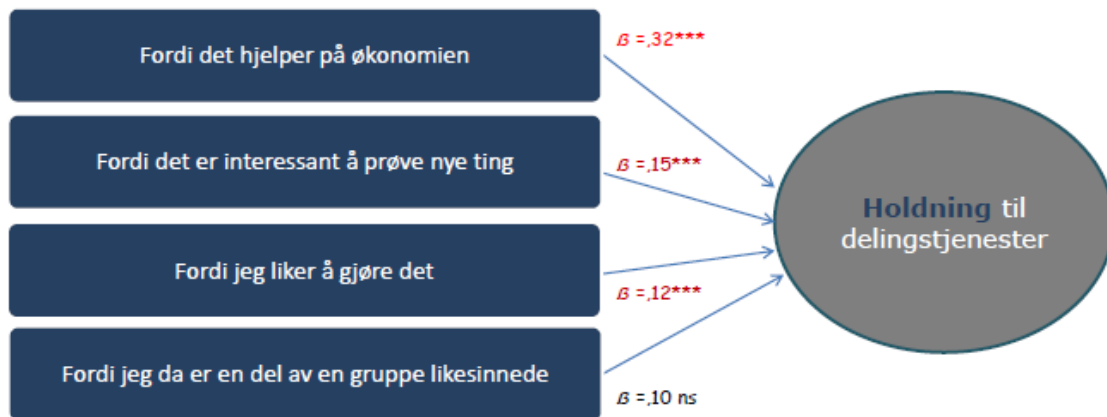 Fordi det hjelper på økonomien
ß =,32***
Fordi det er interessant å prøve nye ting
ß =,15***
Fordi jeg liker å gjøre det
ß =,12***
Fordi jeg da er en del av en gruppe likesinnede
ß =,10 ns
Holdning til
delingstjenester